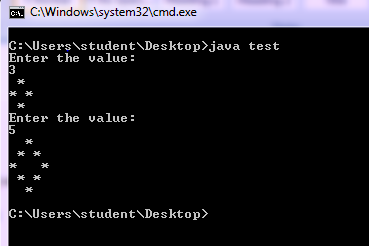 C:\Windows\system32\cmd.exe
C:\Users\student\Desktop>java test
Enter the value:
3
 *
* *
 *
Enter the value:
5
  *
 * *
*   *
 * *
  *
C:\Users\student\Desktop>